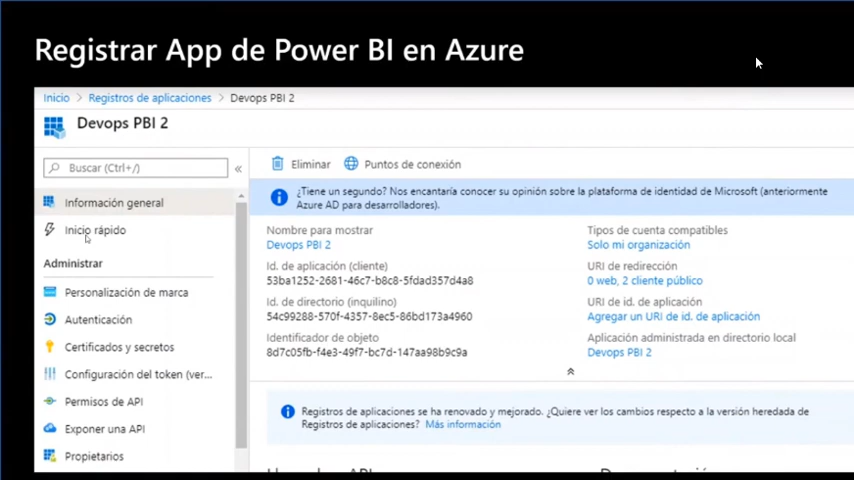 Registrar App de Power BI en Azure
Inicio > Registros de aplicaciones > Devops PBI 2
Devops PBI 2
Buscar (Ctrl+/)
«
Información general
Inicio rápido
Administrar
Personalización de marca
Autenticación
Certificados y secretos
Configuración del token (ver...
Permisos de API
Exponer una API
Propietarios
Eliminar
Puntos de conexión
¿Tiene un segundo? Nos encantaría conocer su opinión sobre la plataforma de identidad de Microsoft (anteriormente
Azure AD para desarrolladores).
Nombre para mostrar
Devops PBI 2
Id. de aplicación (cliente)
53ba1252-2681-46c7-b8c8-5fdad357d4a8
Id. de directorio (inquilino)
54c99288-570f-4357-8ec5-86bd173a4960
Identificador de objeto
8d7c05fb-f4e3-49f7-bc7d-147aa98b9c9a
Tipos de cuenta compatibles
Solo mi organización
URI de redirección
0 web, 2 cliente público
URI de id. de aplicación
Agregar un URI de id. de aplicación
Aplicación administrada en directorio local
Devops PBI 2
Registros de aplicaciones se ha renovado y mejorado. ¿Quiere ver los cambios respecto a la versión heredada de
Registros de aplicaciones? Más información